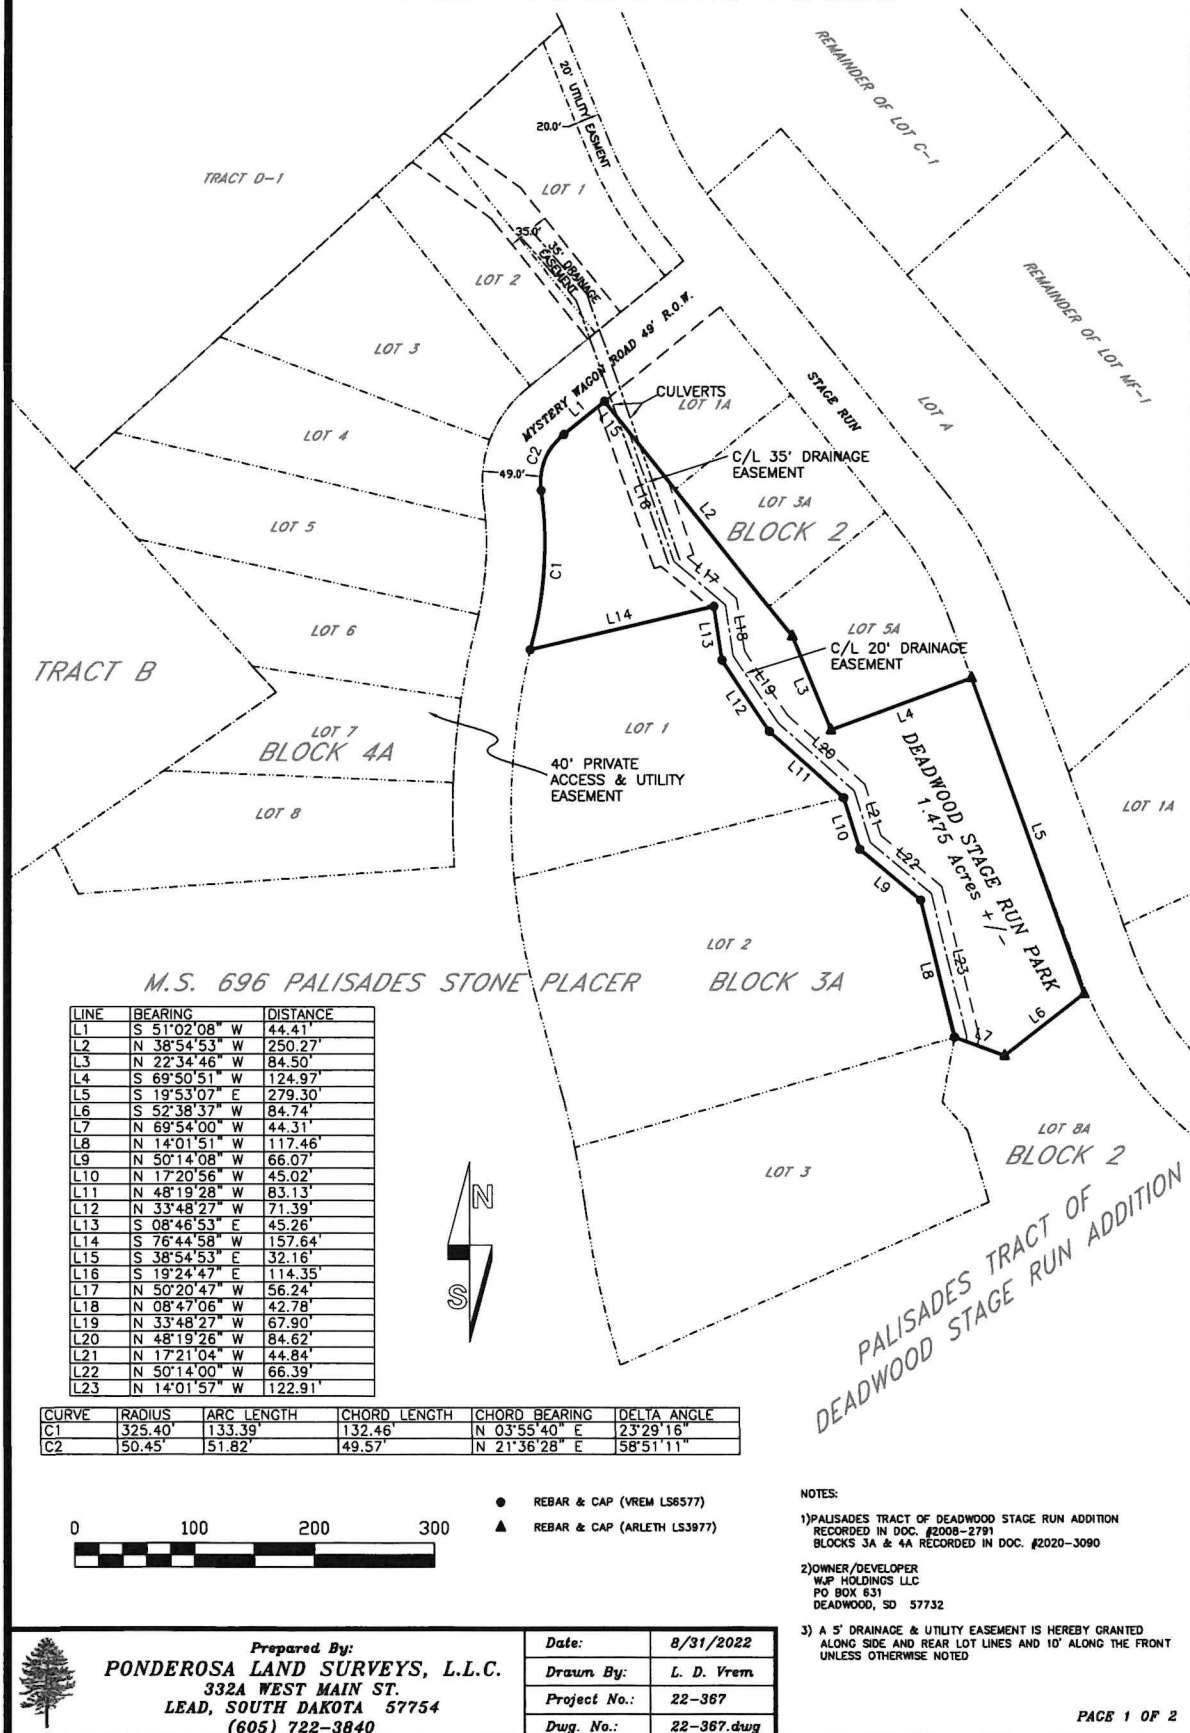 REMAINDER OF LOT C-1
20' UTILITY EASMENT
20.0'
TRACT D-1
LOT 1
35.0'
35' DRAINAGE
EASEMENT
LOT 2
REMAINDER OF LOT MF-1
LOT 3
MYSTERY WAGON ROAD 49' R.O.W.
STAGE RUN
CULVERTS
LOT 1A
LOT A
L1
L15
LOT 4
C2
49.0'
C/L 35' DRAINAGE
EASEMENT
L16
L2
LOT 3A
BLOCK 2
LOT 5
C1
L17
LOT 6
L14
L13
L18
LOT 5A
C/L 20' DRAINAGE
EASEMENT
TRACT B
L3
L19
L12
L4
LOT 7
BLOCK 4A
LOT 1
L20
L11
40' PRIVATE
ACCESS & UTILITY
EASEMENT
DEADWOOD STAGE RUN PARK
1.475 Acres +/-
LOT 8
L10
L21
L5
LOT 1A
L22
L9
LOT 2
BLOCK 3A
L8
L23
L6
L7
M.S. 696 PALISADES STONE PLACER
LINE BEARING DISTANCE
L1 S 51°02'08" W 44.41'
L2 N 38°54'53" W 250.27'
L3 N 22°34'46" W 84.50'
L4 S 69°50'51" W 124.97'
L5 S 19°53'07" E 279.30'
L6 S 52°38'37" W 84.74'
L7 N 69°54'00" W 44.31'
L8 N 14°01'51" W 117.46'
L9 N 50°14'08" W 66.07'
L10 N 17°20'56" W 45.02'
L11 N 48°19'28" W 83.13'
L12 N 33°48'27" W 71.39'
L13 S 08°46'53" E 45.26'
L14 S 76°44'58" W 157.64'
L15 S 38°54'53" E 32.16'
L16 S 19°24'47" E 114.35'
L17 N 50°20'47" W 56.24'
L18 N 08°47'06" W 42.78'
L19 N 33°48'27" W 67.90'
L20 N 48°19'26" W 84.62'
L21 N 17°21'04" W 44.84'
L22 N 50°14'00" W 66.39'
L23 N 14°01'57" W 122.91'
N
S
LOT 3
LOT 8A
BLOCK 2
PALISADES TRACT OF
DEADWOOD STAGE RUN ADDITION
CURVE RADIUS ARC LENGTH CHORD LENGTH CHORD BEARING DELTA ANGLE
C1 325.40' 133.39' 132.46' N 03°55'40" E 23°29'16"
C2 50.45' 51.82' 49.57' N 21°36'28" E 58°51'11"
0 100 200 300
REBAR & CAP (VREM LS6577)
REBAR & CAP (ARLETH LS3977)
NOTES:
1)PALISADES TRACT OF DEADWOOD STAGE RUN ADDITION
RECORDED IN DOC. #2008-2791
BLOCKS 3A & 4A RECORDED IN DOC. #2020-3090
2)OWNER/DEVELOPER
WJP HOLDINGS LLC
PO BOX 631
DEADWOOD, SD 57732
3) A 5' DRAINAGE & UTILITY EASEMENT IS HEREBY GRANTED
ALONG SIDE AND REAR LOT LINES AND 10' ALONG THE FRONT
UNLESS OTHERWISE NOTED
Prepared By:
PONDEROSA LAND SURVEYS, L.L.C.
332A WEST MAIN ST.
LEAD, SOUTH DAKOTA 57754
(605) 722-3840
Date: 8/31/2022
Drawn By: L. D. Vrem
Project No.: 22-367
Dwg. No.: 22-367.dwg
PAGE 1 OF 2